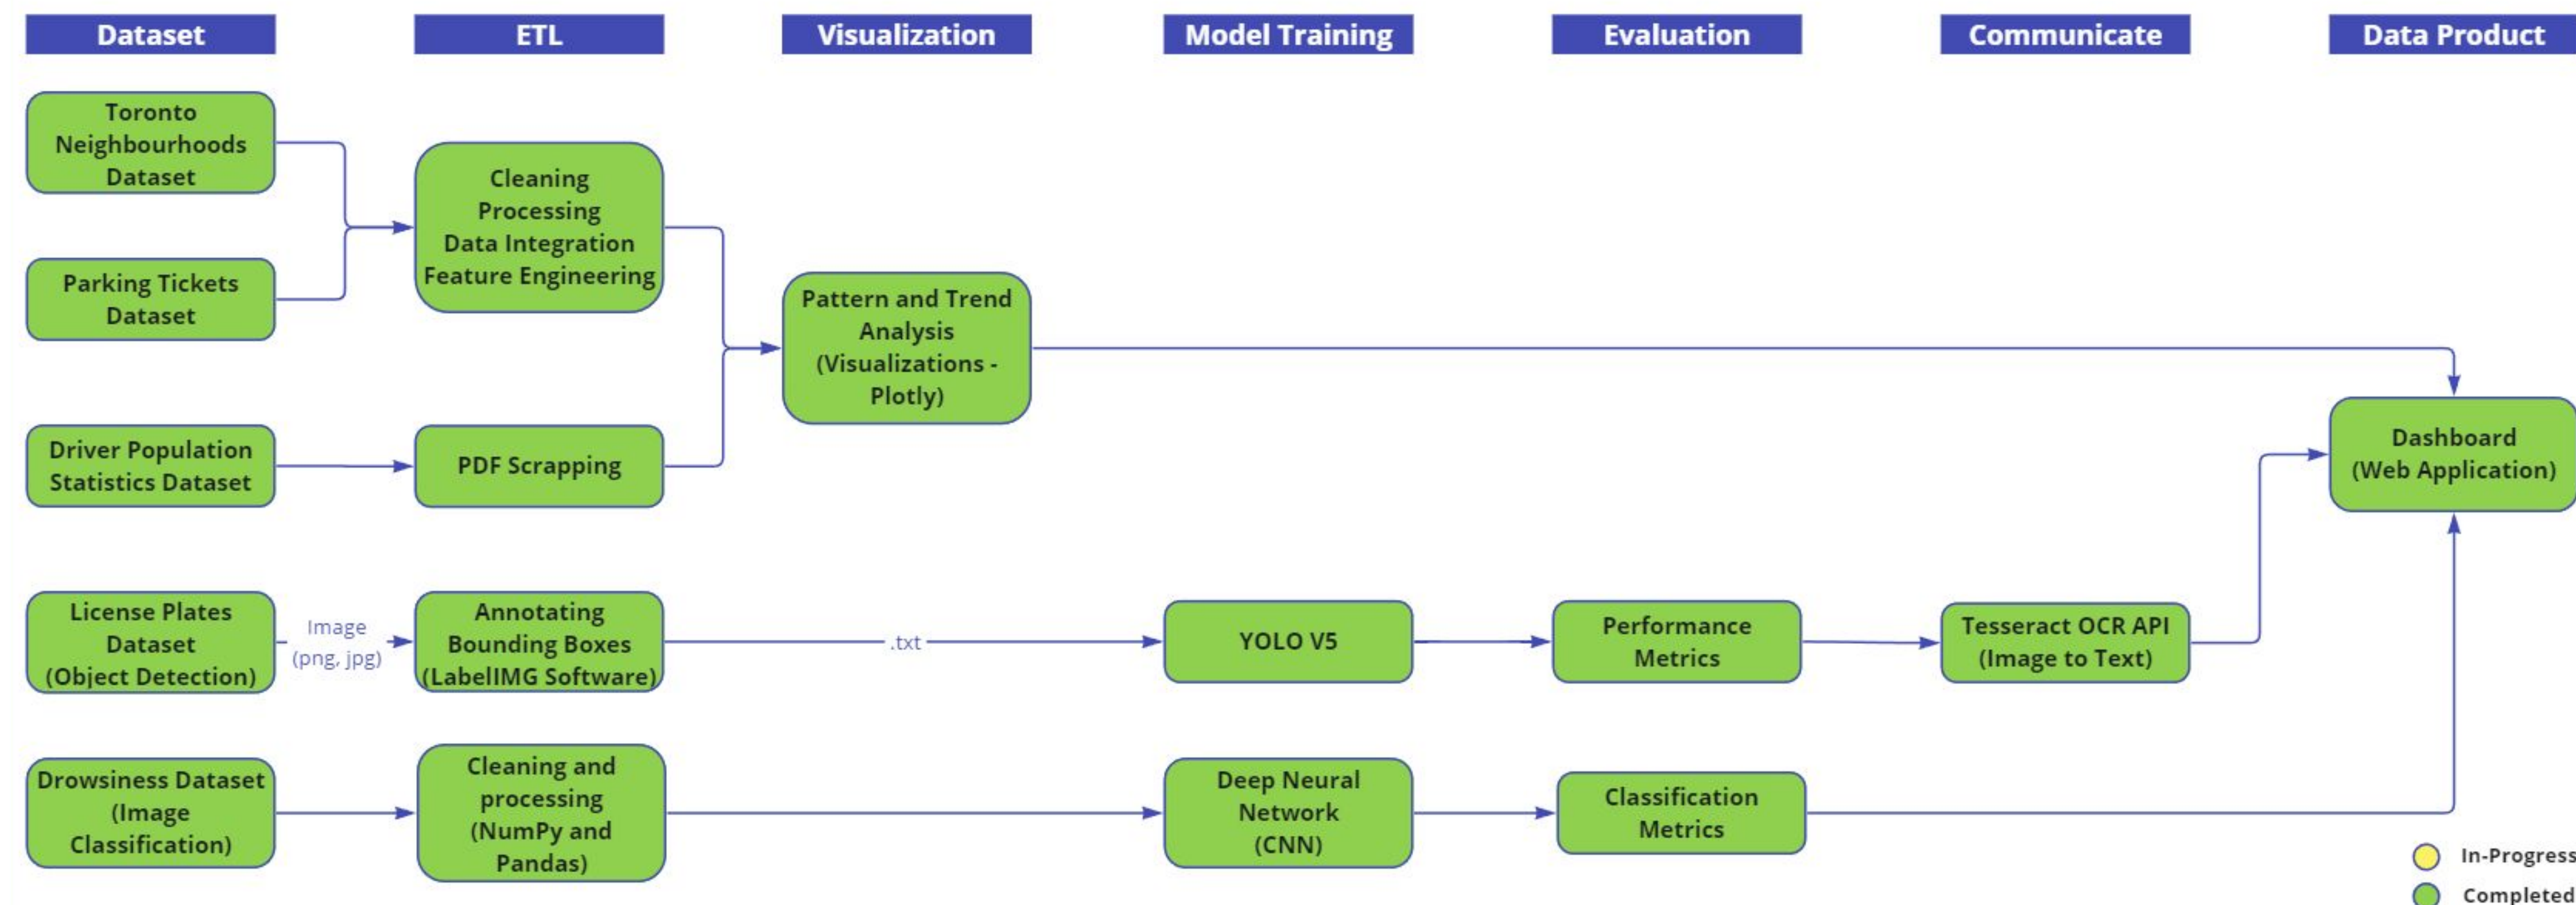 Dataset
ETL
Visualization
Model Training
Evaluation
Communicate
Data Product
Toronto
Neighbourhoods
Dataset
Parking Tickets
Dataset
Driver Population
Statistics Dataset
License Plates
Dataset
(Object Detection)
Drowsiness Dataset
(Image
Classification)
Image
(png, jpg)
Cleaning
Processing
Data Integration
Feature Engineering
PDF Scrapping
Annotating
Bounding Boxes
(LabelIMG Software)
Cleaning and
processing
(NumPy and
Pandas)
.txt
Pattern and Trend
Analysis
(Visualizations -
Plotly)
YOLO V5
Deep Neural
Network
(CNN)
Performance
Metrics
Classification
Metrics
Tesseract OCR API
(Image to Text)
Dashboard
(Web Application)
In-Progress
Completed